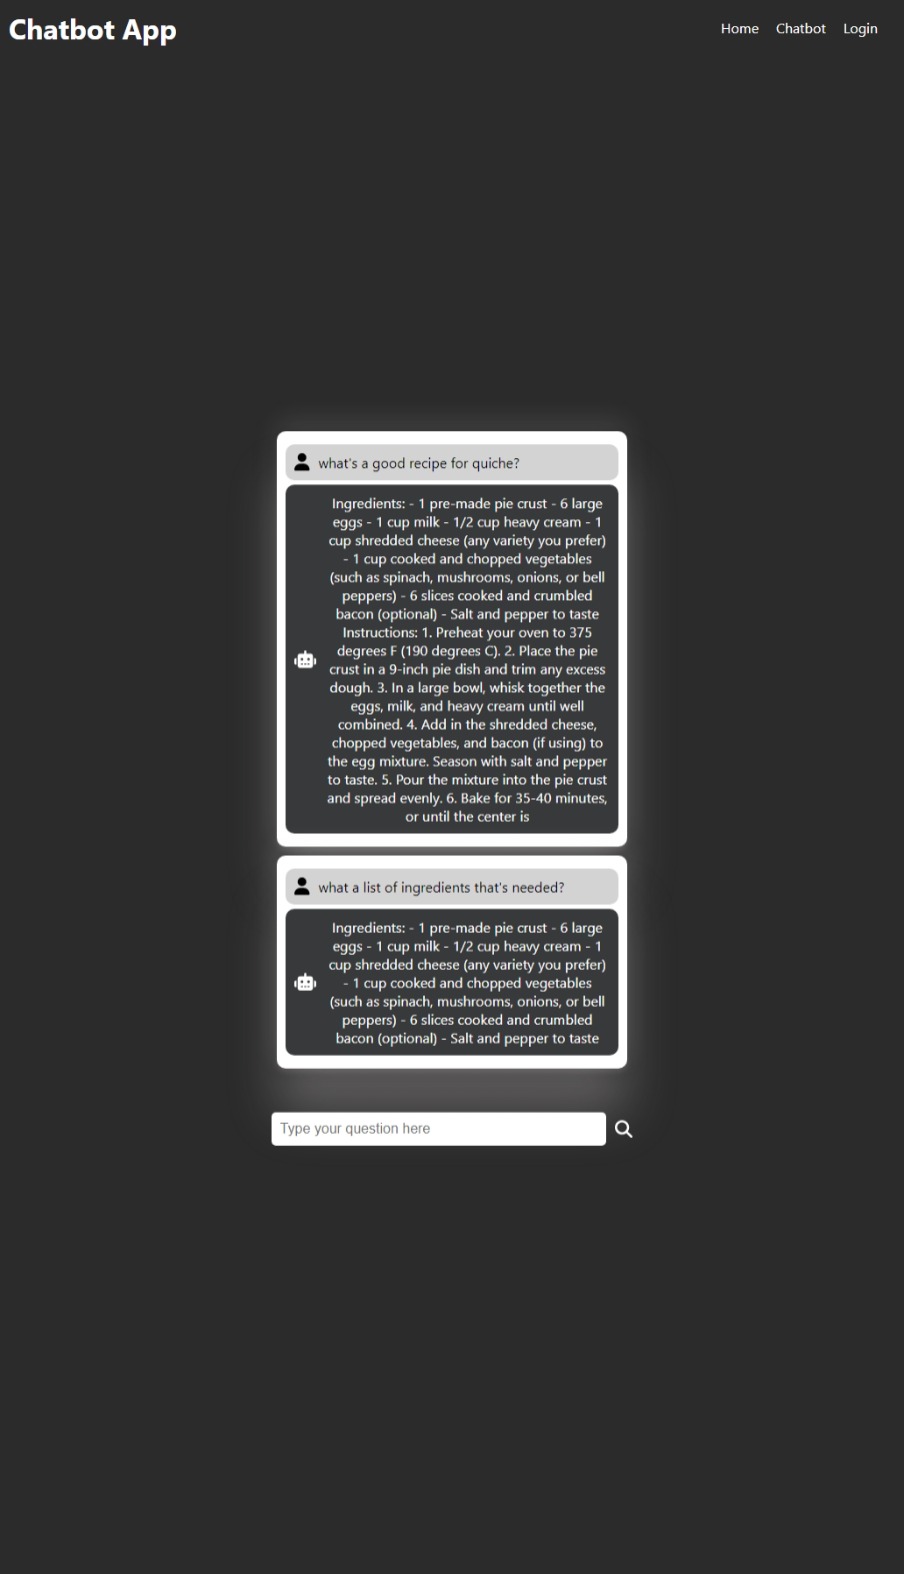 Chatbot App
Home Chatbot Login
what's a good recipe for quiche?
Ingredients: - 1 pre-made pie crust - 6 large
eggs - 1 cup milk - 1/2 cup heavy cream - 1
cup shredded cheese (any variety you prefer)
- 1 cup cooked and chopped vegetables
(such as spinach, mushrooms, onions, or bell
peppers) - 6 slices cooked and crumbled
bacon (optional) - Salt and pepper to taste
Instructions: 1. Preheat your oven to 375
degrees F (190 degrees C). 2. Place the pie
crust in a 9-inch pie dish and trim any excess
dough. 3. In a large bowl, whisk together the
eggs, milk, and heavy cream until well
combined. 4. Add in the shredded cheese,
chopped vegetables, and bacon (if using) to
the egg mixture. Season with salt and pepper
to taste. 5. Pour the mixture into the pie crust
and spread evenly. 6. Bake for 35-40 minutes,
or until the center is
what a list of ingredients that's needed?
Ingredients: - 1 pre-made pie crust - 6 large
eggs - 1 cup milk - 1/2 cup heavy cream - 1
cup shredded cheese (any variety you prefer)
- 1 cup cooked and chopped vegetables
(such as spinach, mushrooms, onions, or bell
peppers) - 6 slices cooked and crumbled
bacon (optional) - Salt and pepper to taste
Type your question here